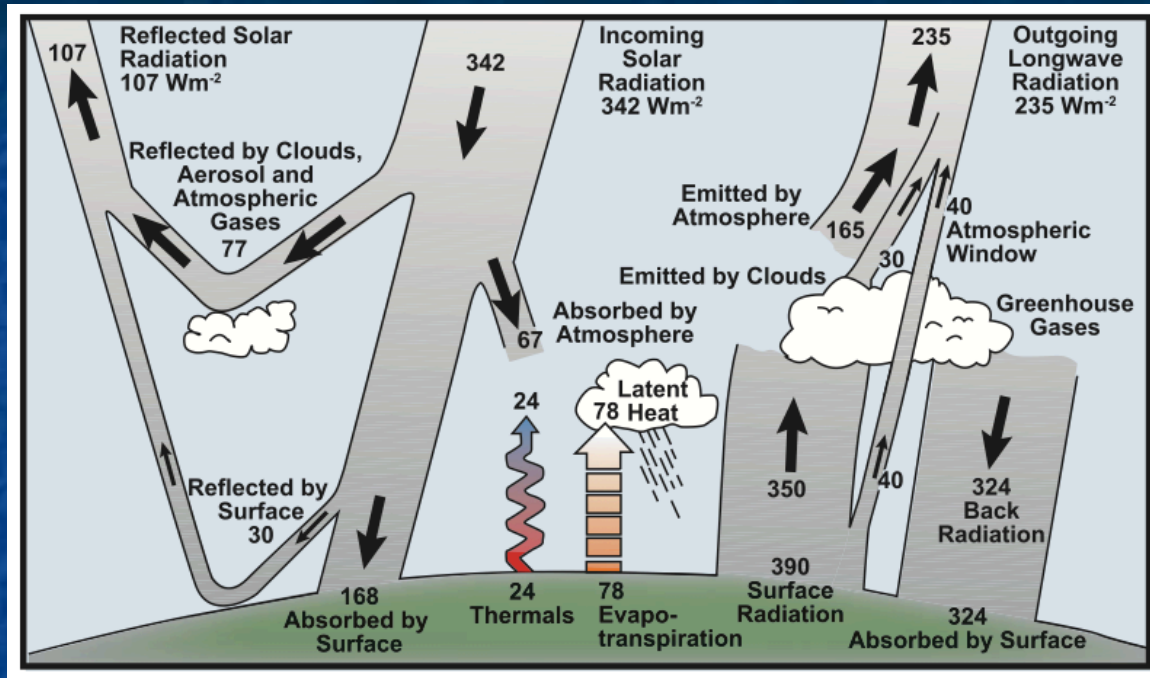 107
Reflected Solar
Radiation
107 Wm-2
342
Incoming
Solar
Radiation
342 Wm-2
235
Outgoing
Longwave
Radiation
235 Wm-2
Reflected by Clouds,
Aerosol and
Atmospheric
Gases
77
Emitted by
Atmosphere
165
40
Atmospheric
Window
30
Emitted by Clouds
Greenhouse
Gases
Absorbed by
Atmosphere
67
24
Latent
78 Heat
Reflected by
Surface
30
350
40
324
Back
Radiation
168
Absorbed by
Surface
24
Thermals
78
Evapo-
transpiration
390
Surface
Radiation
324
Absorbed by Surface